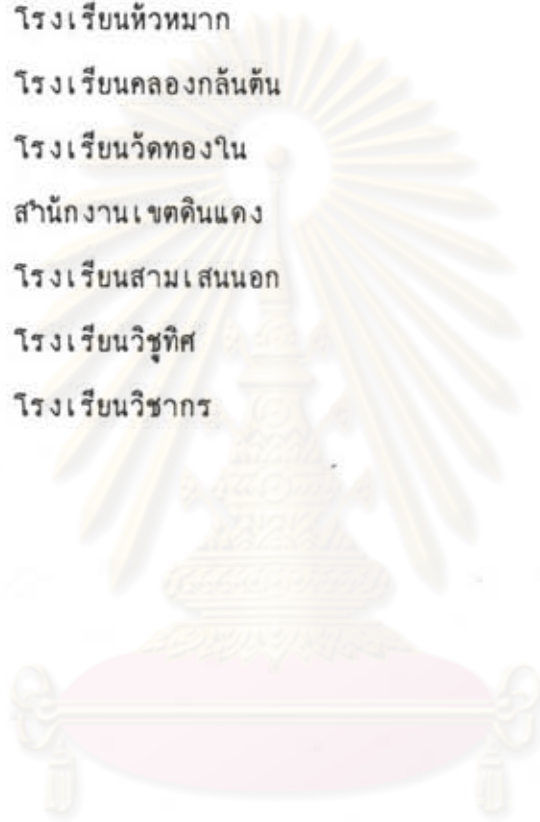 โรงเรียนหัวหมาก
โรงเรียนคลองกลันตัน
โรงเรียนวัดทองใน
สำนักงานเขตดินแดง
โรงเรียนสามเสนนอก
โรงเรียนวิชูทิศ
โรงเรียนวิชากร